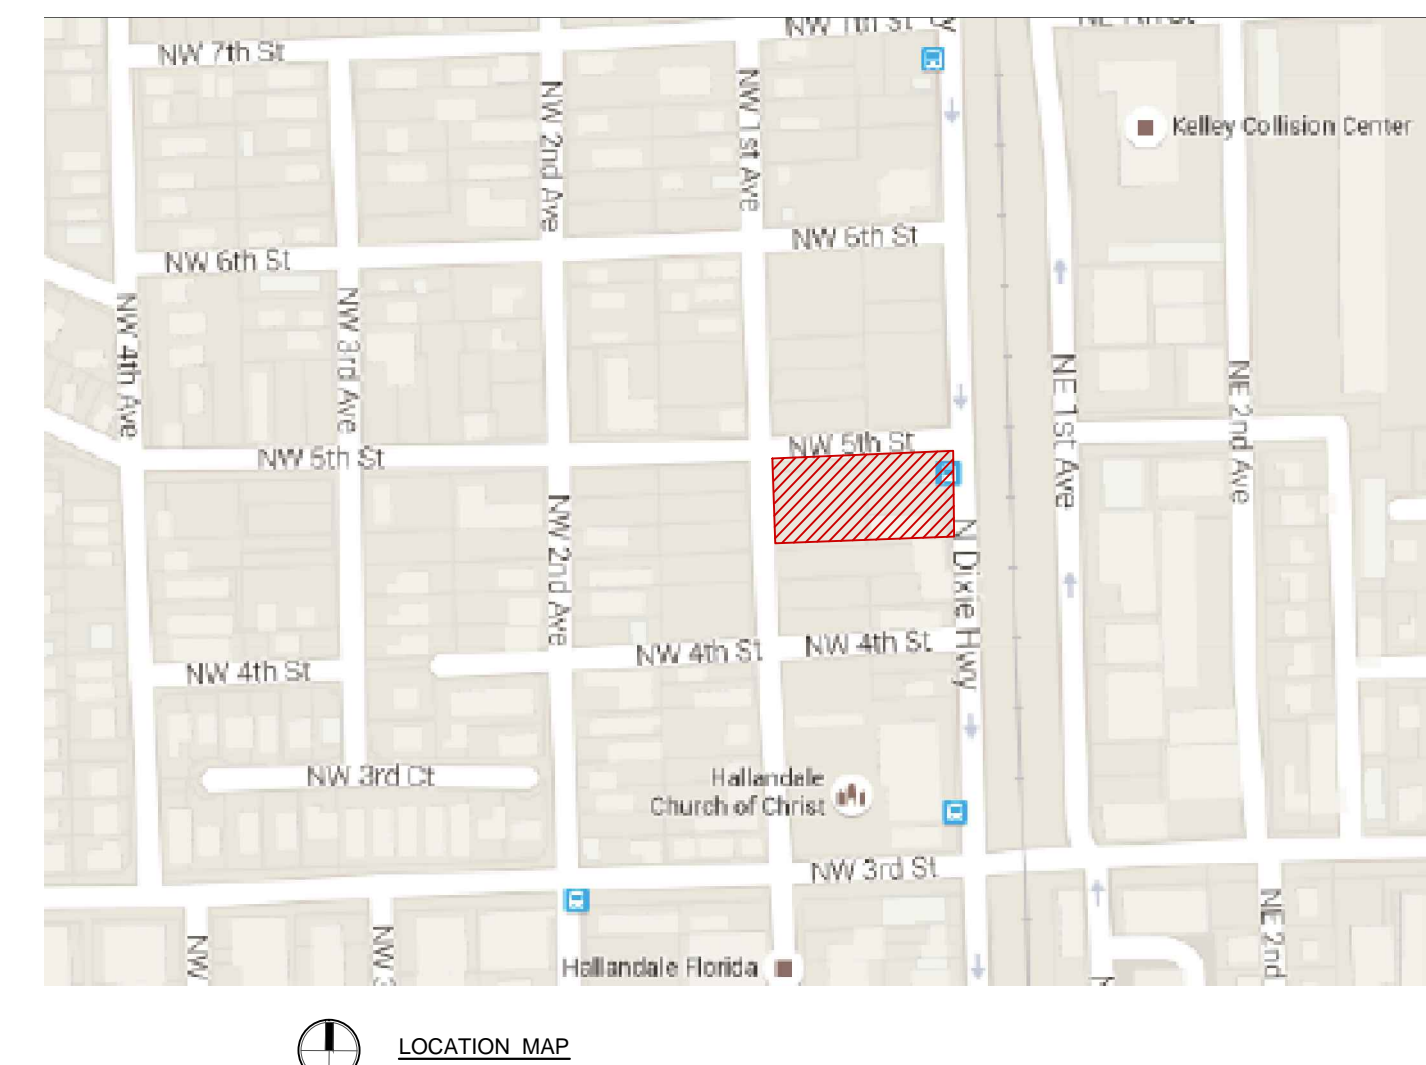 NW 7th St
NW 2nd Ave
NW 1st Ave
Kelley Collision Center
NW 6th St
NW 6th St
NW 4th Ave
NW 3rd Ave
NE 1st Ave
NE 2nd Ave
NW 5th St
NW 5th St
NW 2nd Ave
N Dixie Hwy
NW 4th St
NW 4th St
NW 4th St
NW 3rd Ct
Hallandale
Church of Christ
NW 3rd St
NE 2nd
NW
NW 3
Hallandale Florida
LOCATION MAP